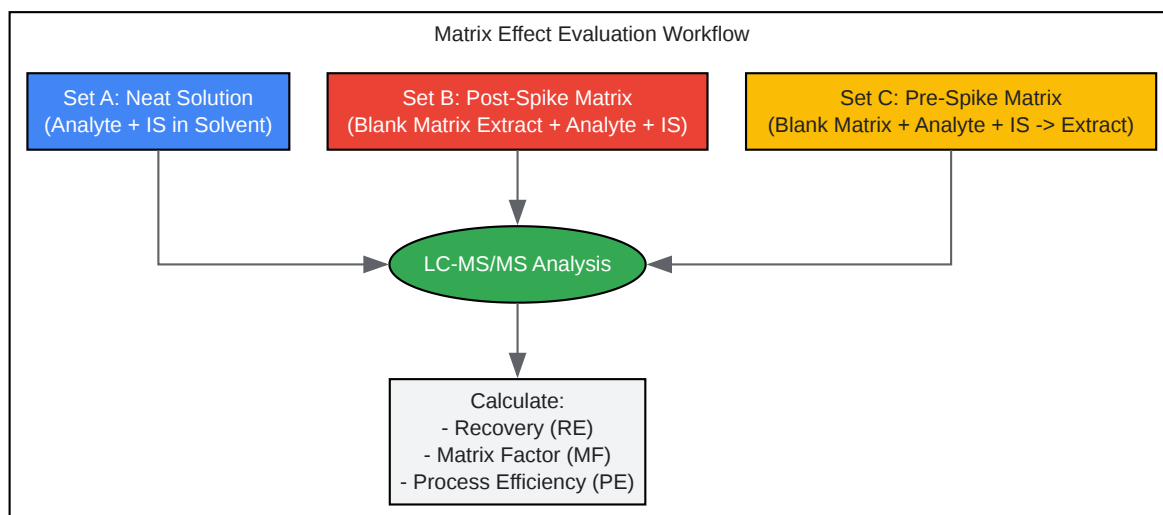 Matrix Effect Evaluation Workflow
Set A: Neat Solution
(Analyte + IS in Solvent)
Set B: Post-Spike Matrix
(Blank Matrix Extract + Analyte + IS)
Set C: Pre-Spike Matrix
(Blank Matrix + Analyte + IS -> Extract)
LC-MS/MS Analysis
Calculate:
- Recovery (RE)
- Matrix Factor (MF)
- Process Efficiency (PE)